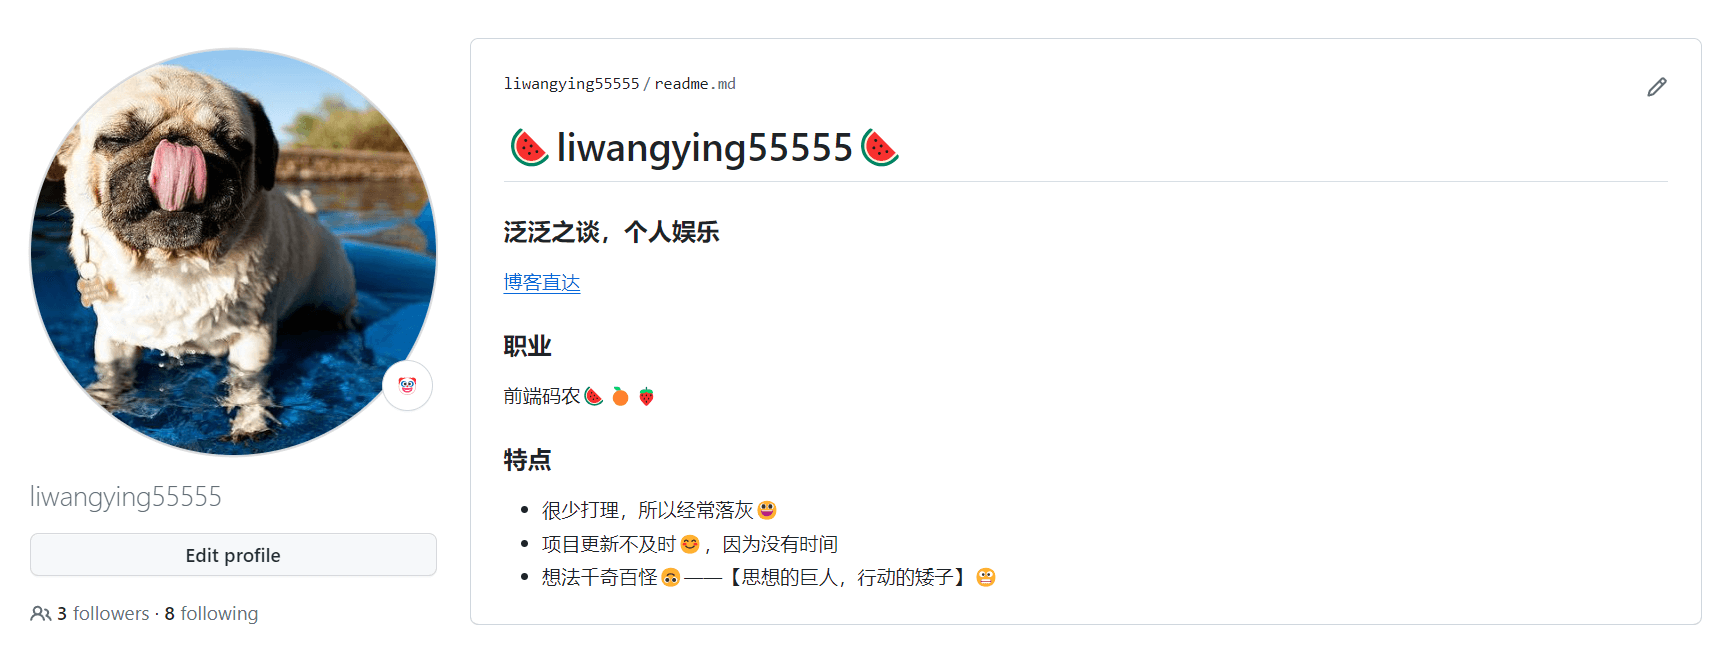 liwangying55555
Edit profile
3 followers · 8 following
liwangying55555 / readme.md
🍉liwangying55555🍉
泛泛之谈，个人娱乐
博客直达
职业
前端码农🍉🍊🍓
特点
很少打理，所以经常落灰😀
项目更新不及时😊，因为没有时间
想法千奇百怪🙃——【思想的巨人，行动的矮子】😬